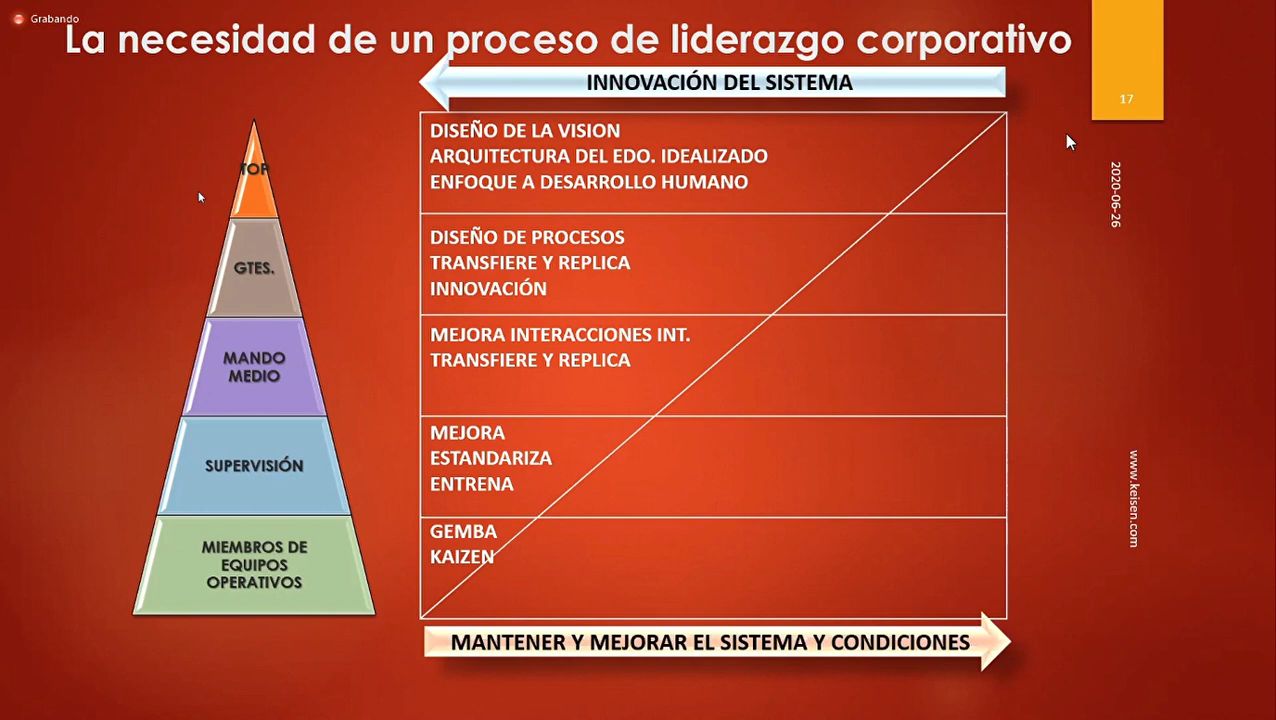 Grabando
La necesidad de un proceso de liderazgo corporativo
INNOVACIÓN DEL SISTEMA
17
2020-06-26
www.keisen.com
TOP
DISEÑO DE LA VISION
ARQUITECTURA DEL EDO. IDEALIZADO
ENFOQUE A DESARROLLO HUMANO
GTES.
DISEÑO DE PROCESOS
TRANSFIERE Y REPLICA
INNOVACIÓN
MANDO
MEDIO
MEJORA INTERACCIONES INT.
TRANSFIERE Y REPLICA
SUPERVISIÓN
MEJORA
ESTANDARIZA
ENTRENA
MIEMBROS DE
EQUIPOS
OPERATIVOS
GEMBA
KAIZEN
MANTENER Y MEJORAR EL SISTEMA Y CONDICIONES